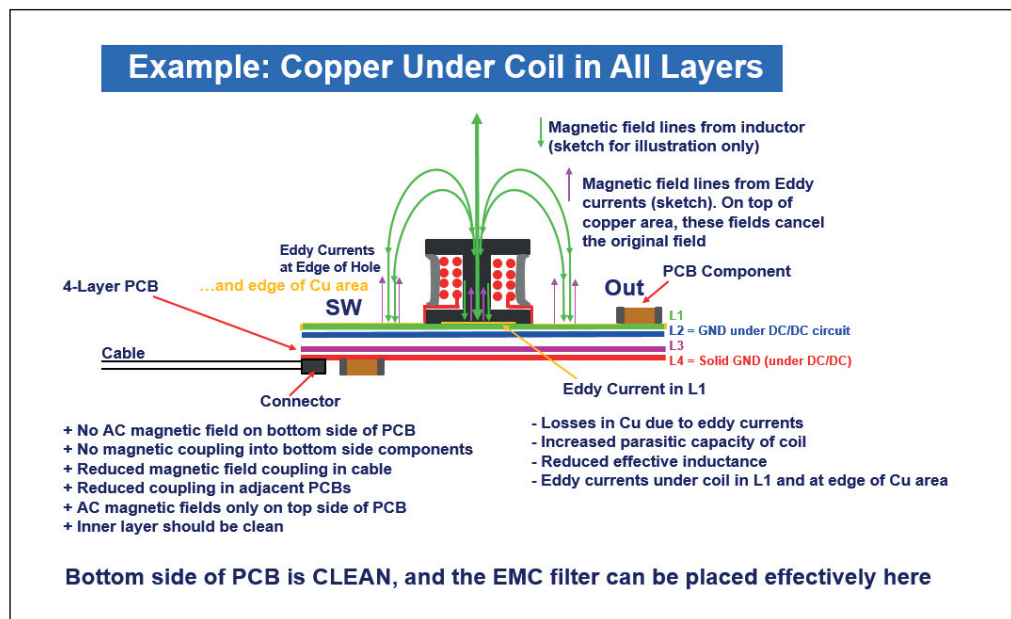 Example: Copper Under Coil in All Layers
Magnetic field lines from inductor
(sketch for illustration only)
Magnetic field lines from Eddy
currents (sketch). On top of
copper area, these fields cancel
the original field
Eddy Currents
at Edge of Hole
...and edge of Cu area
4-Layer PCB
SW
Out
PCB Component
L1
L2 = GND under DC/DC circuit
L3
L4 = Solid GND (under DC/DC)
Cable
Connector
Eddy Current in L1
+ No AC magnetic field on bottom side of PCB
+ No magnetic coupling into bottom side components
+ Reduced magnetic field coupling in cable
+ Reduced coupling in adjacent PCBs
+ AC magnetic fields only on top side of PCB
+ Inner layer should be clean
- Losses in Cu due to eddy currents
- Increased parasitic capacity of coil
- Reduced effective inductance
- Eddy currents under coil in L1 and at edge of Cu area
Bottom side of PCB is CLEAN, and the EMC filter can be placed effectively here